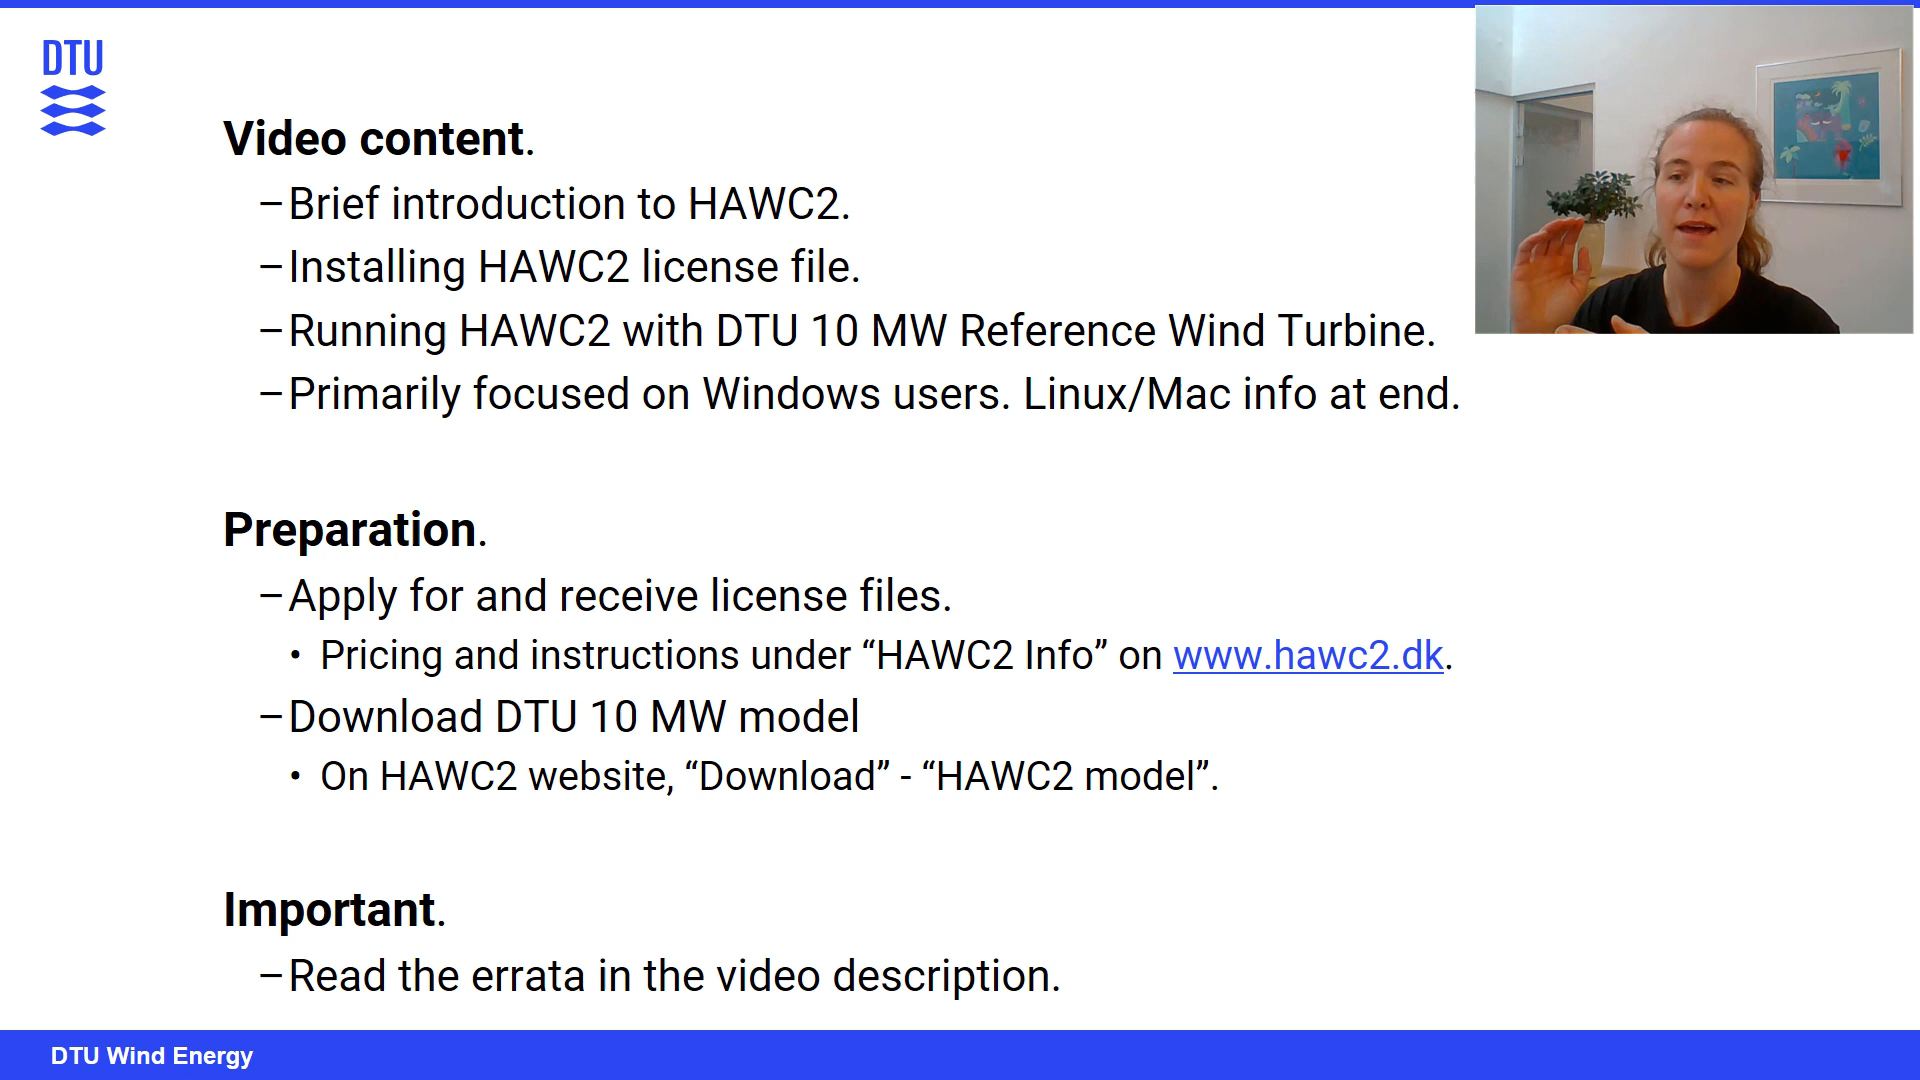 DTU
Video content.
–Brief introduction to HAWC2.
–Installing HAWC2 license file.
–Running HAWC2 with DTU 10 MW Reference Wind Turbine.
–Primarily focused on Windows users. Linux/Mac info at end.
Preparation.
–Apply for and receive license files.
• Pricing and instructions under “HAWC2 Info” on www.hawc2.dk.
–Download DTU 10 MW model
• On HAWC2 website, “Download” - “HAWC2 model”.
Important.
–Read the errata in the video description.
DTU Wind Energy